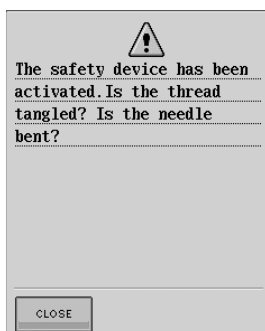 The safety device has been
activated.Is the thread
tangled? Is the needle
bent?
CLOSE